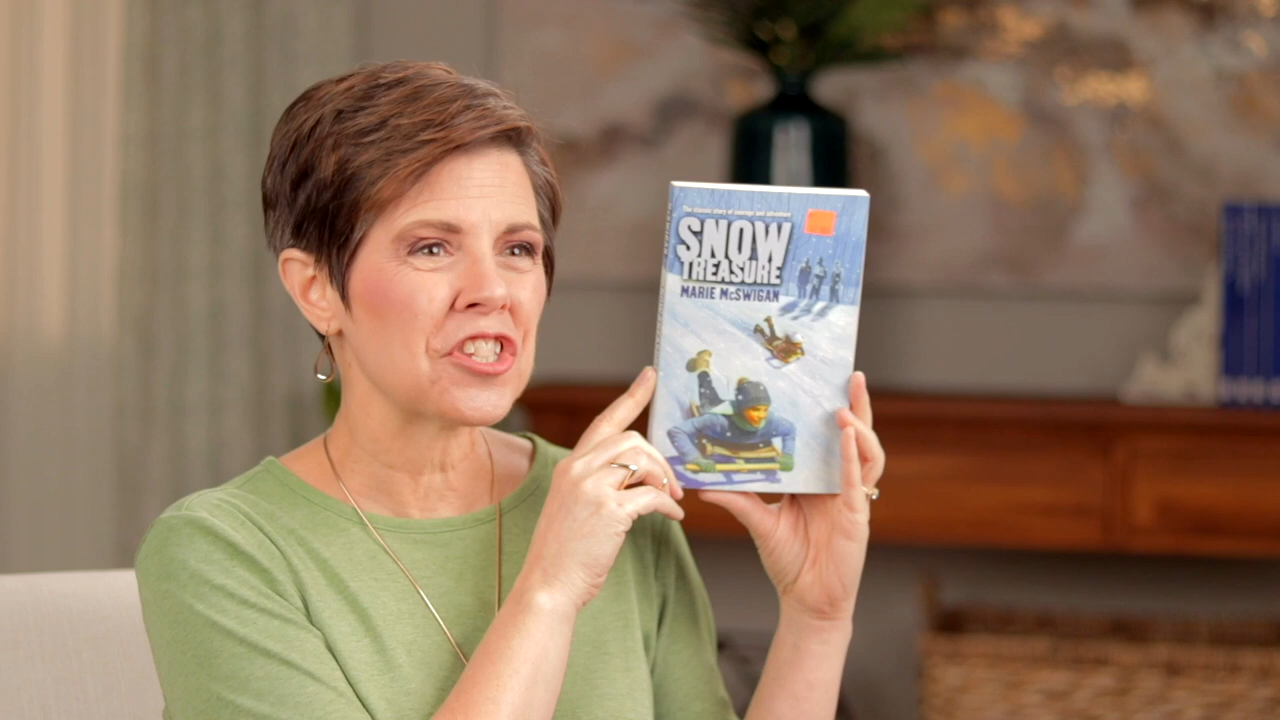 The classic story of courage and adventure
SNOW
TREASURE
MARIE McSWIGAN